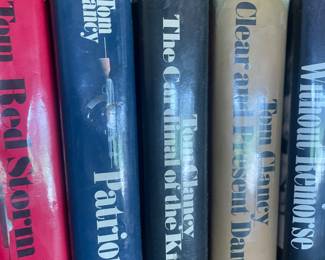 Tom
Red Storm
Tom
Clancy
Patrio
Tom Clancy
The Cardinal of the Kr
Tom Clancy
Clear and Present Dan
Without Remorse